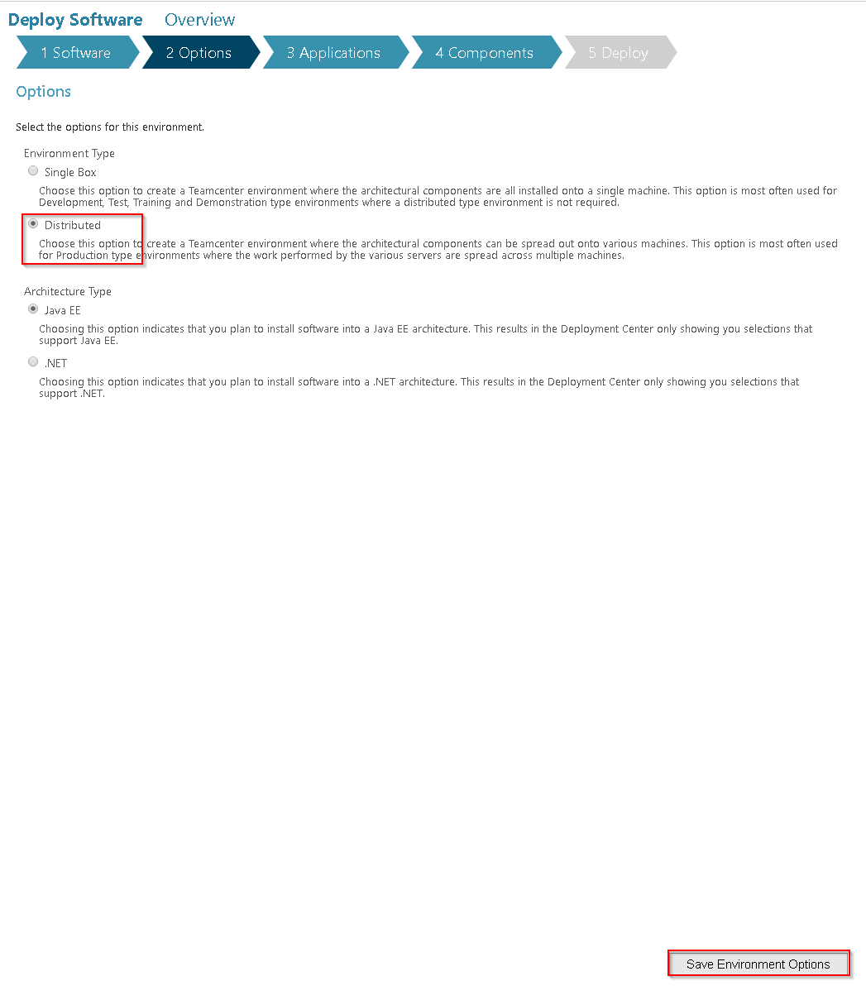 Deploy Software Overview
1 Software 2 Options 3 Applications 4 Components 5 Deploy
Options
Select the options for this environment.
Environment Type
Single Box
Choose this option to create a Teamcenter environment where the architectural components are all installed onto a single machine. This option is most often used for
Development, Test, Training and Demonstration type environments where a distributed type environment is not required.
Distributed
Choose this option to create a Teamcenter environment where the architectural components can be spread out onto various machines. This option is most often used
for Production type environments where the work performed by the various servers are spread across multiple machines.
Architecture Type
Java EE
Choosing this option indicates that you plan to install software into a Java EE architecture. This results in the Deployment Center only showing you selections that
support Java EE.
.NET
Choosing this option indicates that you plan to install software into a .NET architecture. This results in the Deployment Center only showing you selections that
support .NET.
Save Environment Options